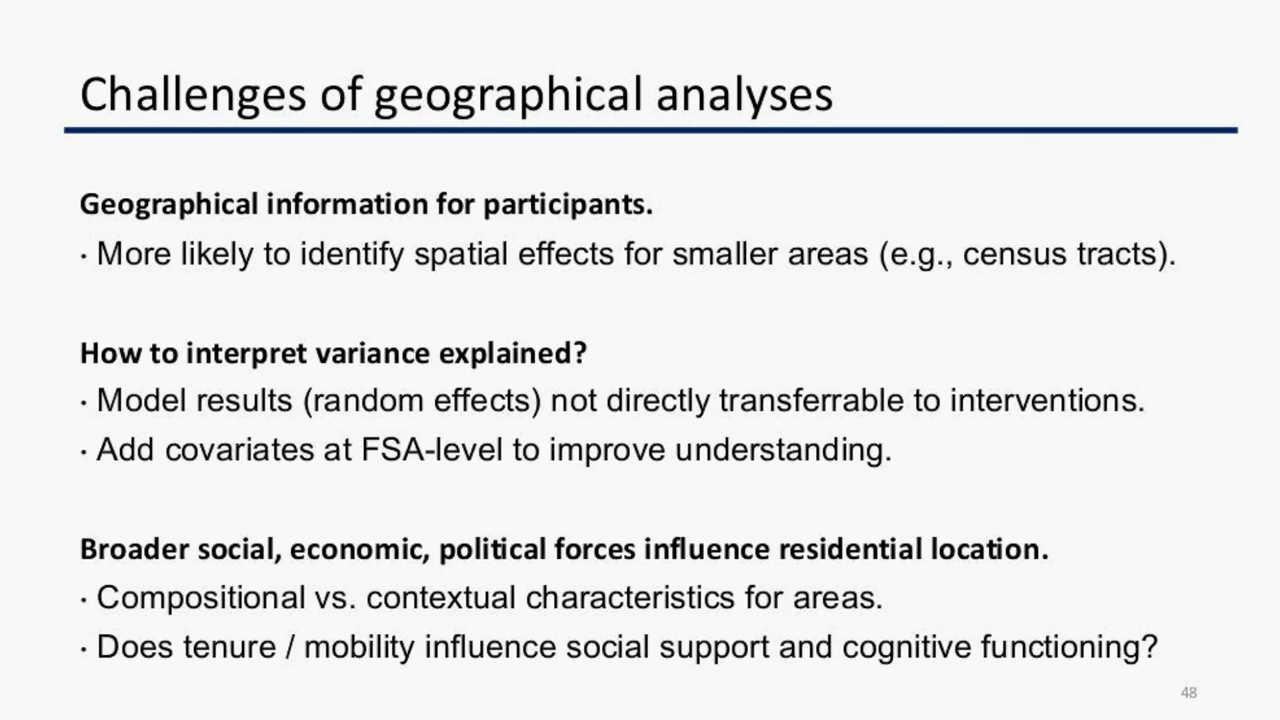 Challenges of geographical analyses
Geographical information for participants.
· More likely to identify spatial effects for smaller areas (e.g., census tracts).
How to interpret variance explained?
· Model results (random effects) not directly transferrable to interventions.
· Add covariates at FSA-level to improve understanding.
Broader social, economic, political forces influence residential location.
· Compositional vs. contextual characteristics for areas.
· Does tenure / mobility influence social support and cognitive functioning?
48